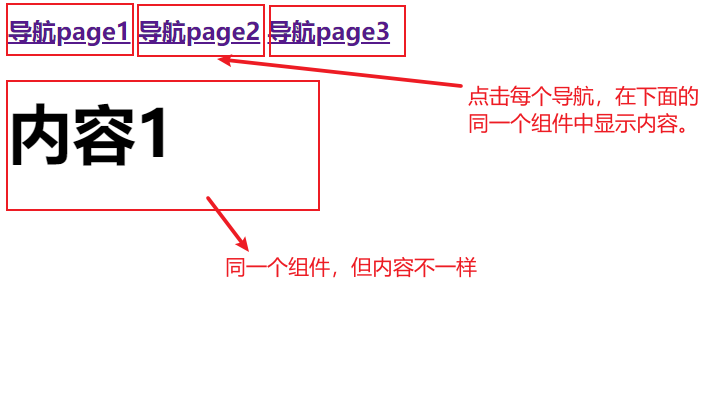 导航page1 导航page2 导航page3
点击每个导航，在下面的
同一个组件中显示内容。
内容1
同一个组件，但内容不一样